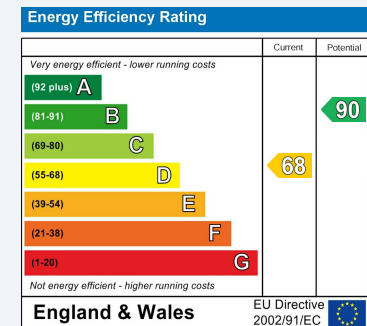 Energy Efficiency Rating
Current Potential
Very energy efficient - lower running costs
(92 plus) A
(81-91) B
90
(69-80) C
(55-68) D
68
(39-54) E
(21-38) F
(1-20) G
Not energy efficient - higher running costs
England & Wales
EU Directive
2002/91/EC